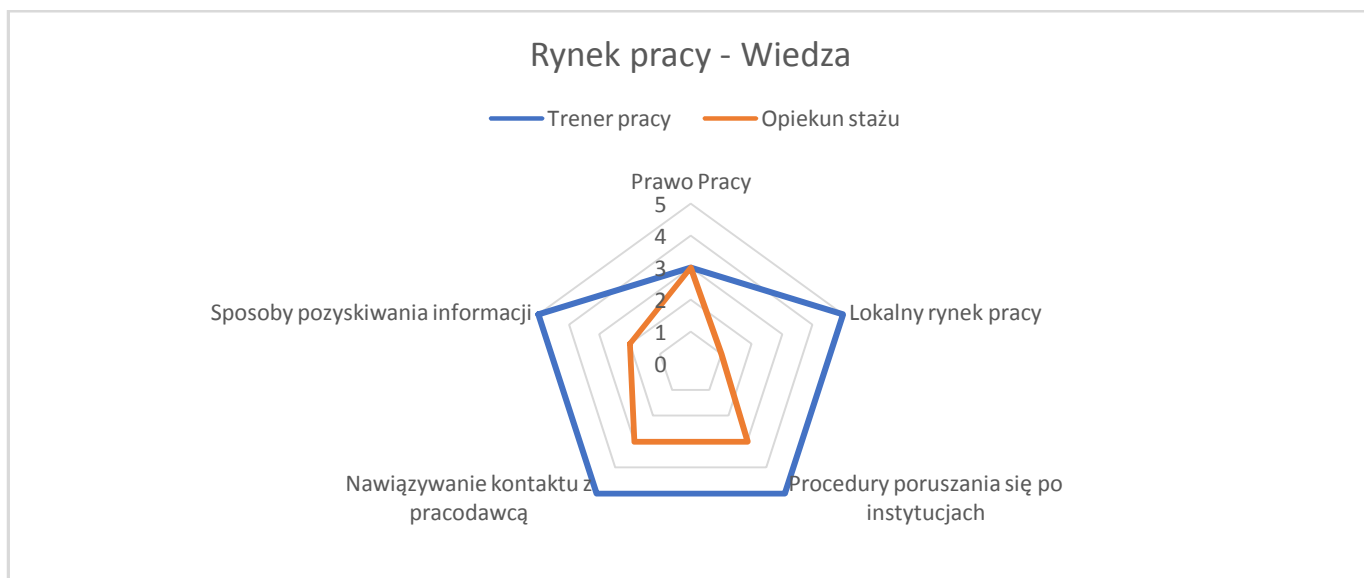 Rynek pracy - Wiedza
Trener pracy
Opiekun stażu
Prawo Pracy
5
4
3
2
1
0
Sposoby pozyskiwania informacji
Lokalny rynek pracy
Nawiązywanie kontaktu z
pracodawcą
Procedury poruszania się po
instytucjach